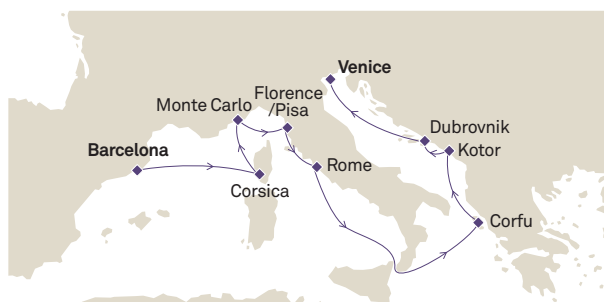 Venice
Florence
/Pisa
Monte Carlo
Dubrovnik
Kotor
Barcelona
Rome
Corsica
Corfu